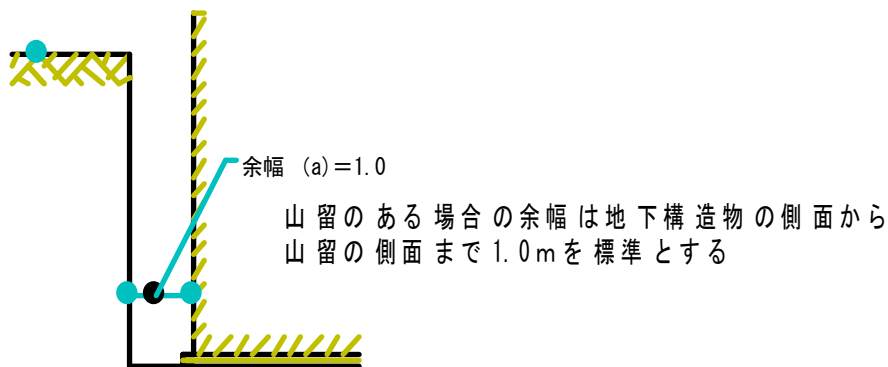 余幅 (a)=1.0
山留のある場合の余幅は地下構造物の側面から
山留の側面まで1.0mを標準とする